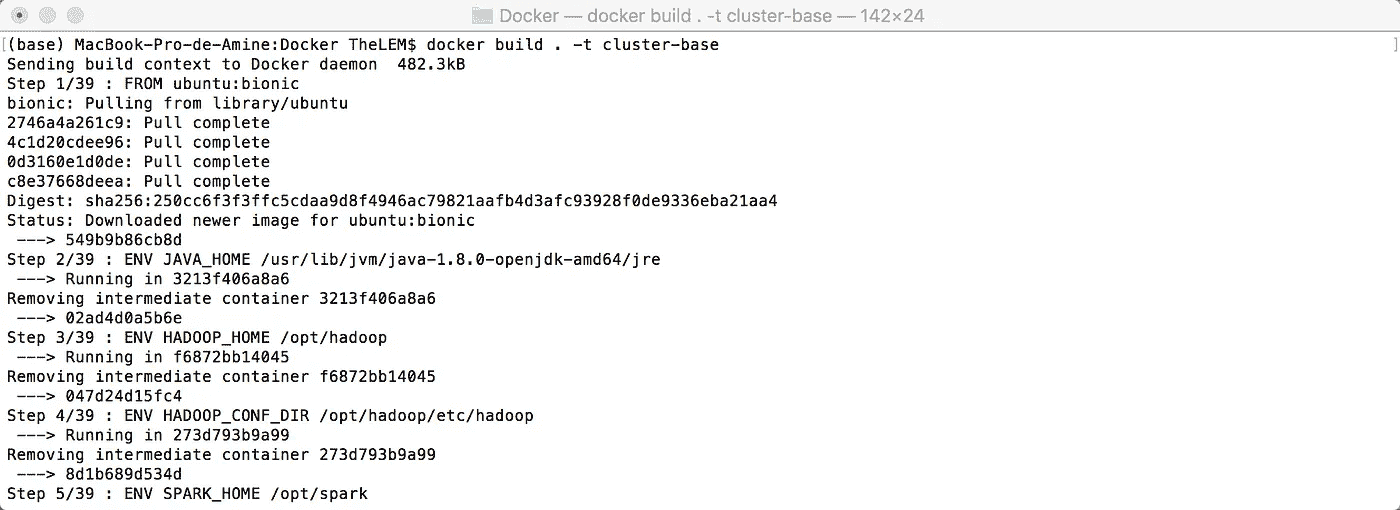 Docker — docker build . -t cluster-base — 142×24
[(base) MacBook-Pro-de-Amine:Docker TheLEM$ docker build . -t cluster-base ]
Sending build context to Docker daemon  482.3kB
Step 1/39 : FROM ubuntu:bionic
bionic: Pulling from library/ubuntu
2746a4a261c9: Pull complete
4c1d20cdee96: Pull complete
0d3160e1d0de: Pull complete
c8e37668deea: Pull complete
Digest: sha256:250cc6f3f3ffc5cdaa9d8f4946ac79821aafb4d3afc93928f0de9336eba21aa4
Status: Downloaded newer image for ubuntu:bionic
 ---> 549b9b86cb8d
Step 2/39 : ENV JAVA_HOME /usr/lib/jvm/java-1.8.0-openjdk-amd64/jre
 ---> Running in 3213f406a8a6
Removing intermediate container 3213f406a8a6
 ---> 02ad4d0a5b6e
Step 3/39 : ENV HADOOP_HOME /opt/hadoop
 ---> Running in f6872bb14045
Removing intermediate container f6872bb14045
 ---> 047d24d15fc4
Step 4/39 : ENV HADOOP_CONF_DIR /opt/hadoop/etc/hadoop
 ---> Running in 273d793b9a99
Removing intermediate container 273d793b9a99
 ---> 8d1b689d534d
Step 5/39 : ENV SPARK_HOME /opt/spark